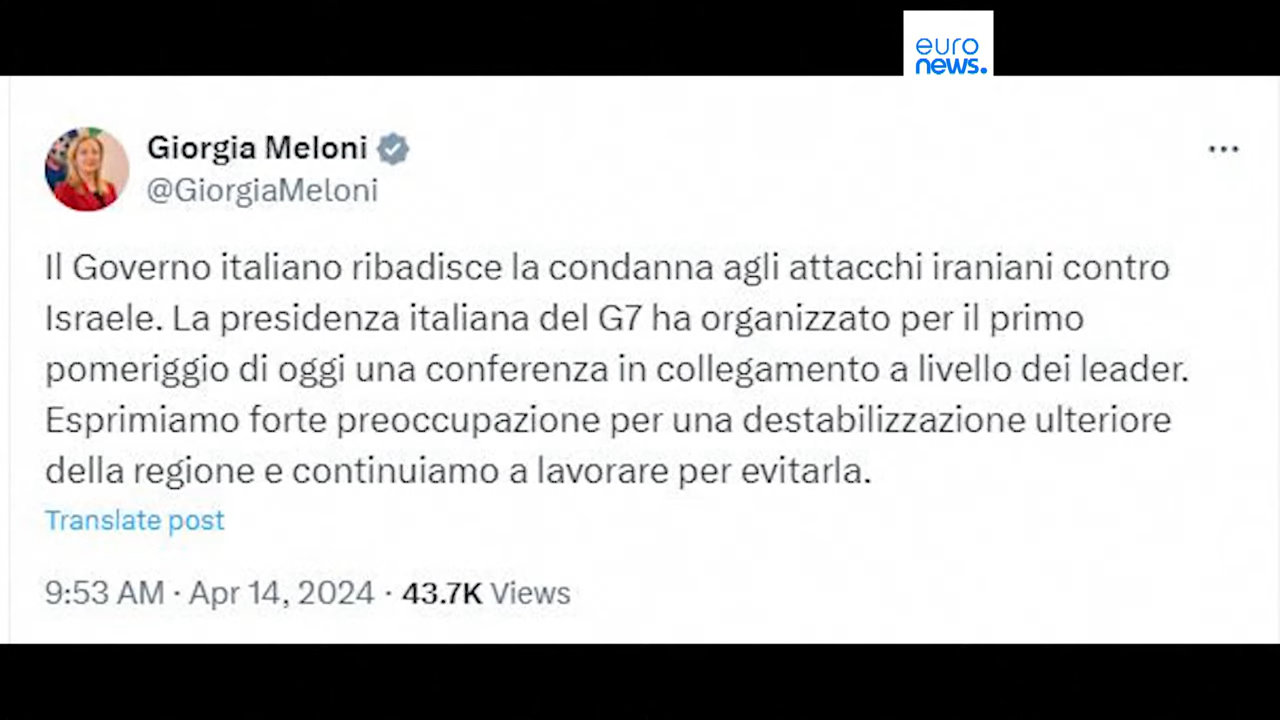 euro
news.
Giorgia Meloni
@GiorgiaMeloni
Il Governo italiano ribadisce la condanna agli attacchi iraniani contro
Israele. La presidenza italiana del G7 ha organizzato per il primo
pomeriggio di oggi una conferenza in collegamento a livello dei leader.
Esprimiamo forte preoccupazione per una destabilizzazione ulteriore
della regione e continuiamo a lavorare per evitarla.
Translate post
9:53 AM · Apr 14, 2024 · 43.7K Views